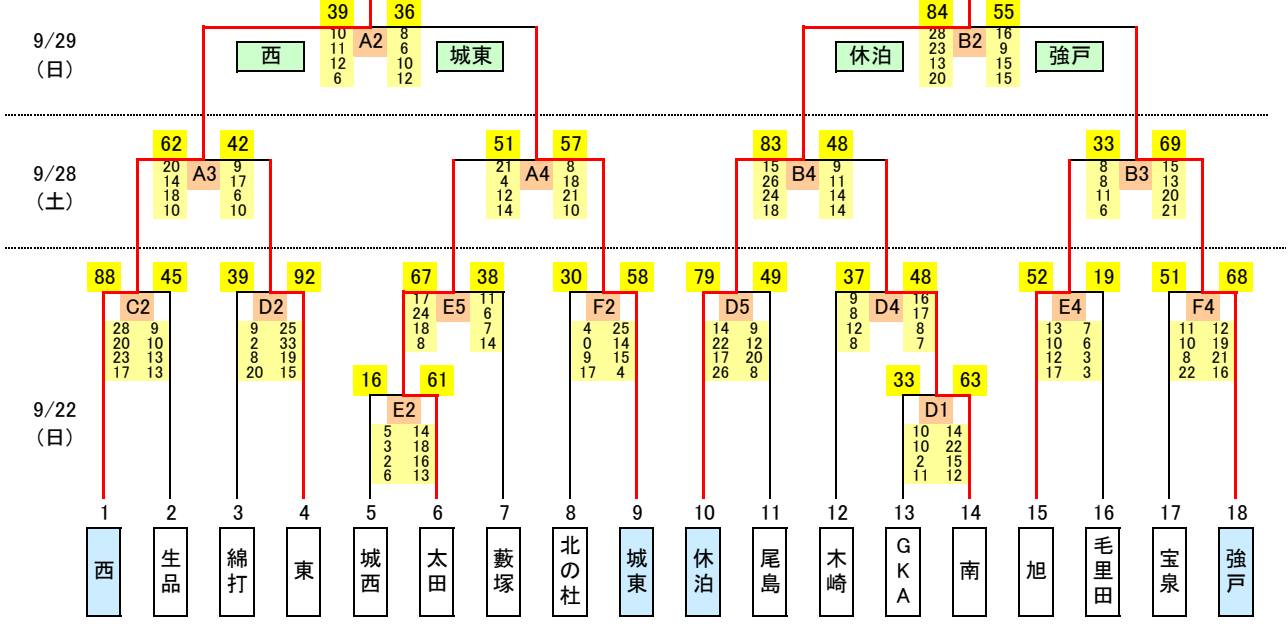 39 36 84 55
9/29
（日）
西 城東 休泊 強戸
A2
10 8
11 6
12 10
6 12
B2
28 16
23 9
13 15
20 15
9/28
（土）
62 42 51 57 83 48 33 69
A3
20 9
14 17
18 6
10 10
A4
21 8
4 18
12 21
14 10
B4
15 9
26 11
24 14
18 14
B3
8 15
8 13
11 20
6 21
9/22
（日）
88 45 39 92 67 38 30 58 79 49 37 48 52 19 51 68
C2
28 9
20 10
23 13
17 13
D2
9 25
2 33
8 19
20 15
E5
17 11
24 6
18 7
8 14
F2
4 25
0 14
9 15
17 4
D5
14 9
22 12
17 20
26 8
D4
9 16
8 17
12 8
8 7
E4
13 7
10 6
12 3
17 3
F4
11 12
10 19
8 21
22 16
16 61
E2
5 14
3 18
2 16
6 13
33 63
D1
10 14
10 22
2 15
11 12
1 2 3 4 5 6 7 8 9 10 11 12 13 14 15 16 17 18
西 生品 綿打 東 城西 太田 藪塚 北の杜 城東 休泊 尾島 木崎 GKA 南 旭 毛里田 宝泉 強戸